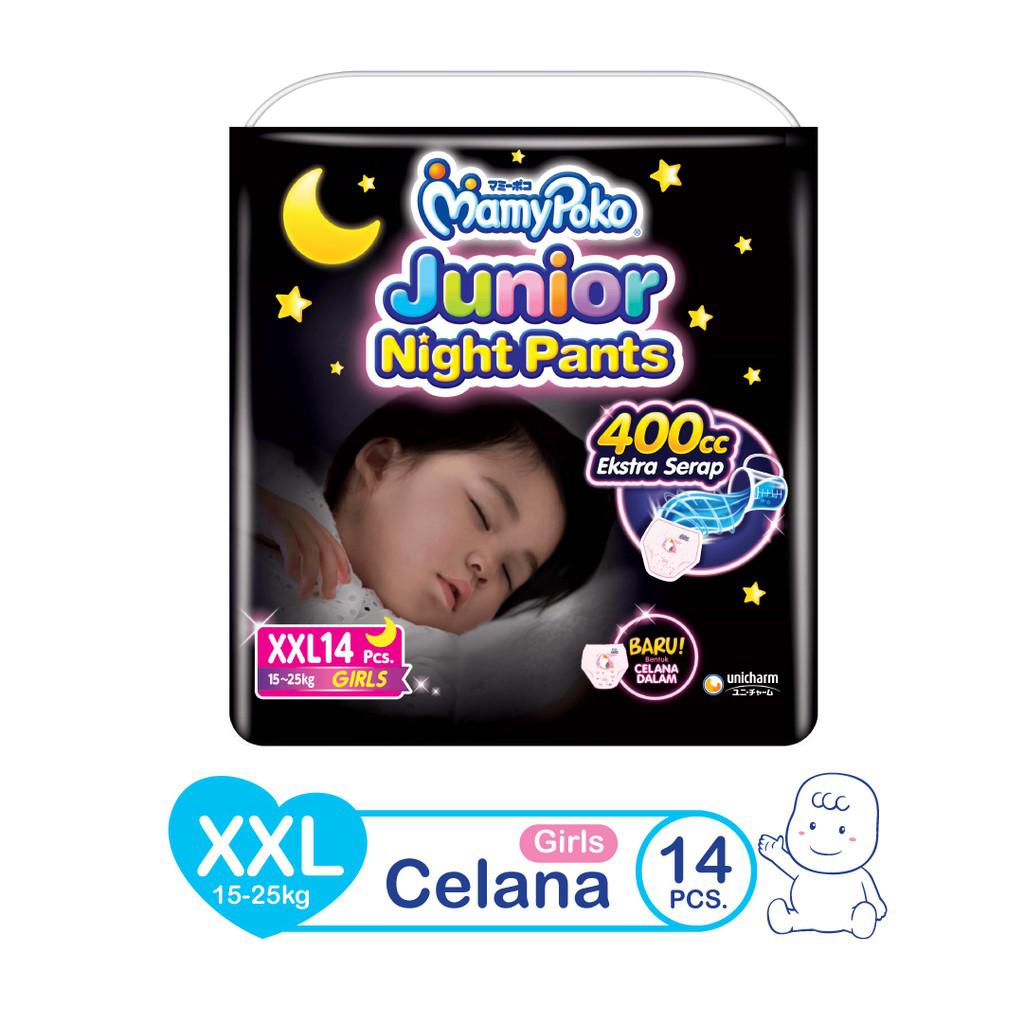 マミーポコ
MamyPoko
Junior
Night Pants
400cc
Ekstra Serap
XXL14 Pcs.
15~25kg GIRLS
BARU!
Bentuk
CELANA
DALAM
unicharm
ユニ・チャーム
XXL
15-25kg
Girls
Celana
14
PCS.